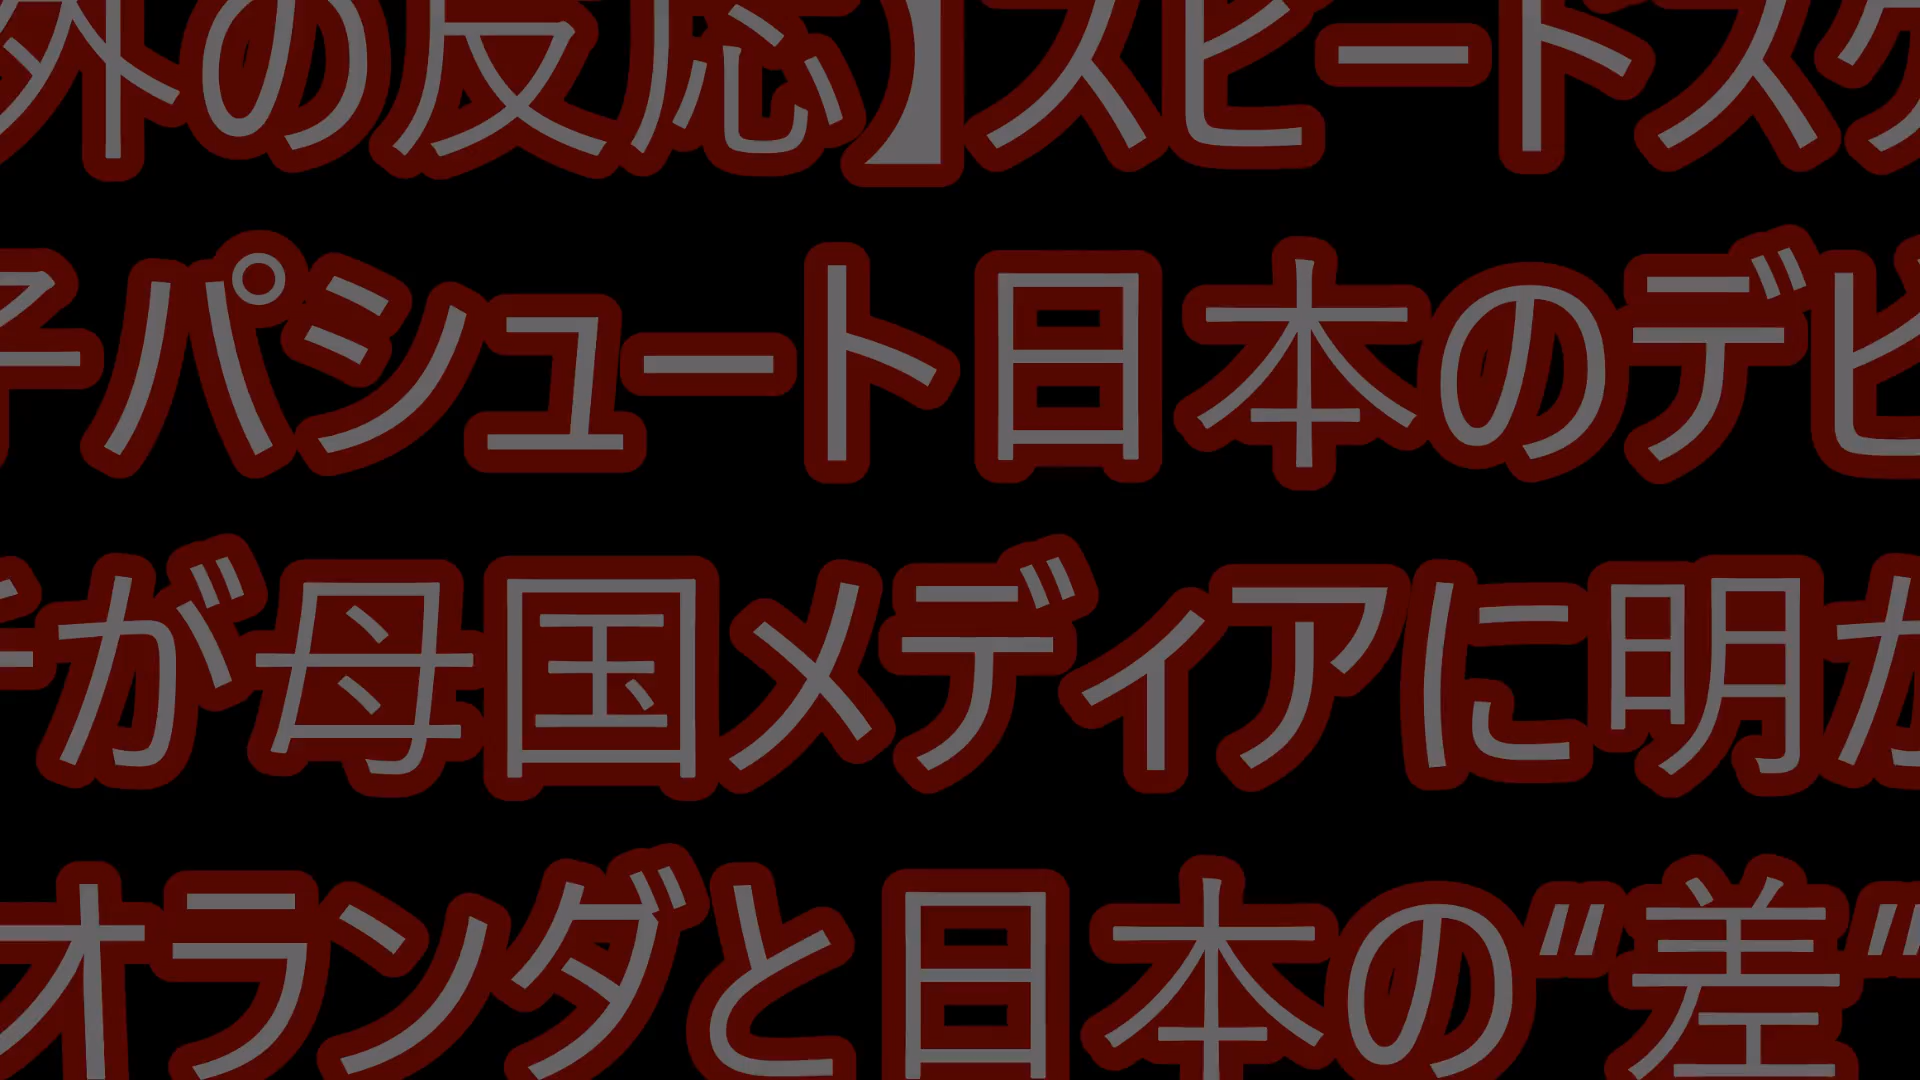 外の反応】スピードスケ
子パシュート日本のデビ
チが母国メディアに明か
オランダと日本の“差”